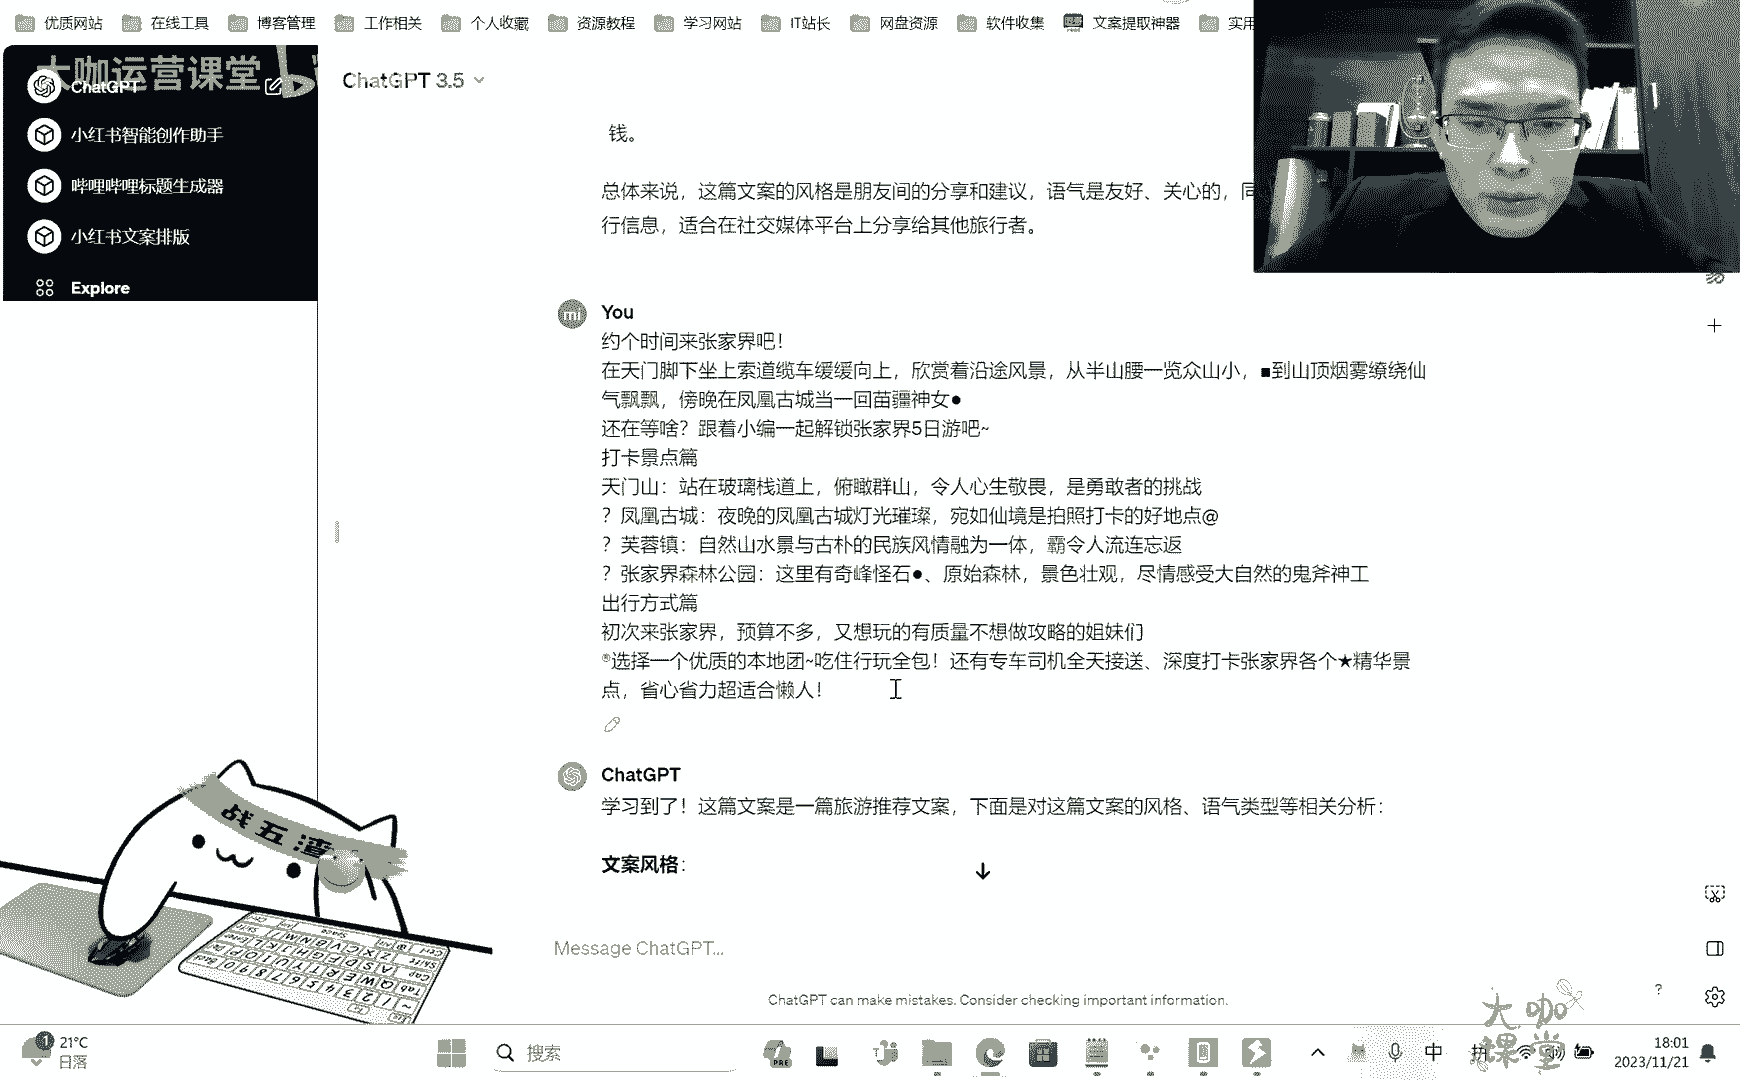 优质网站
在线工具
博客管理
工作相关
个人收藏
资源教程
学习网站
IT站长
网盘资源
软件收集
文案提取神器
实用
大咖运营课堂
ChatGPT
小红书智能创作助手
哔哩哔哩标题生成器
小红书文案排版
Explore
ChatGPT 3.5
钱。
总体来说，这篇文案的风格是朋友间的分享和建议，语气是友好、关心的，同
行信息，适合在社交媒体平台上分享给其他旅行者。
You
约个时间来张家界吧！
在天门脚下坐上索道缆车缓缓向上，欣赏着沿途风景，从半山腰一览众山小，■到山顶烟雾缭绕仙
气飘飘，傍晚在凤凰古城当一回苗疆神女●
还在等啥？跟着小编一起解锁张家界5日游吧~
打卡景点篇
天门山：站在玻璃栈道上，俯瞰群山，令人心生敬畏，是勇敢者的挑战
？凤凰古城：夜晚的凤凰古城灯光璀璨，宛如仙境是拍照打卡的好地点@
？芙蓉镇：自然山水景与古朴的民族风情融为一体，霸令人流连忘返
？张家界森林公园：这里有奇峰怪石●、原始森林，景色壮观，尽情感受大自然的鬼斧神工
出行方式篇
初次来张家界，预算不多，又想玩的有质量不想做攻略的姐妹们
®选择一个优质的本地团~吃住行玩全包！还有专车司机全天接送、深度打卡张家界各个★精华景
点，省心省力超适合懒人！
ChatGPT
学习到了！这篇文案是一篇旅游推荐文案，下面是对这篇文案的风格、语气类型等相关分析：
文案风格：
Message ChatGPT...
ChatGPT can make mistakes. Consider checking important information.
?
战五渣
大咖
课堂
1
21°C
日落
搜索
PRE
中
拼
18:01
2023/11/21